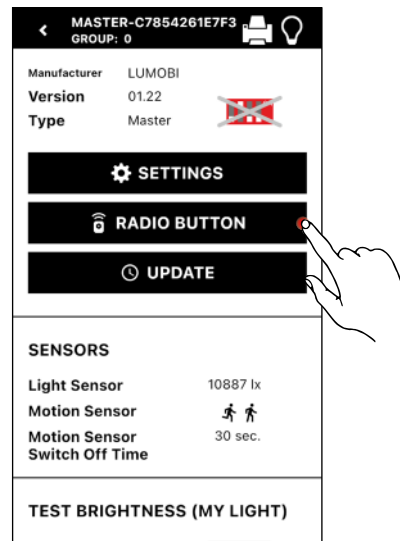 MASTER-C7854261E7F3
GROUP: 0
Manufacturer LUMOBI
Version 01.22
Type Master
SETTINGS
RADIO BUTTON
UPDATE
SENSORS
Light Sensor 10887 lx
Motion Sensor
Motion Sensor 30 sec.
Switch Off Time
TEST BRIGHTNESS (MY LIGHT)